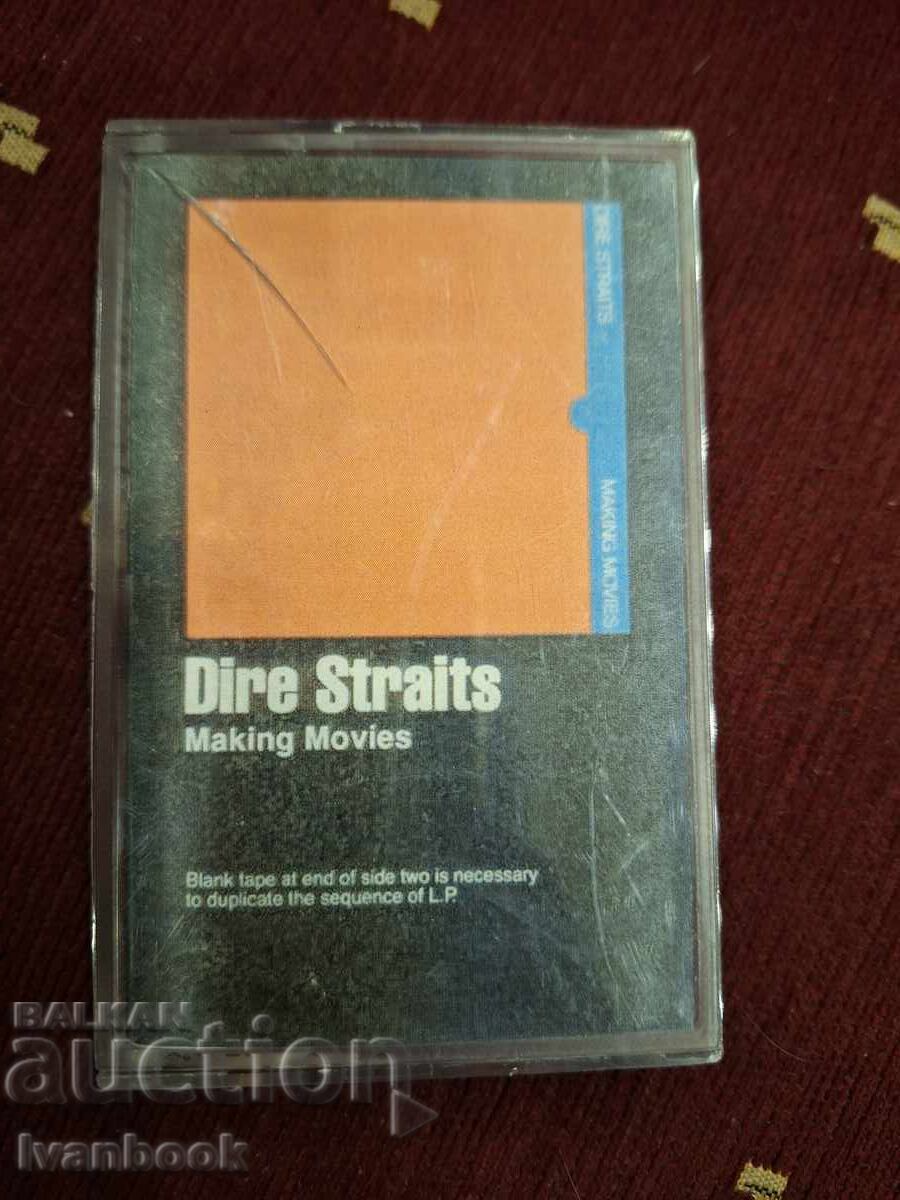 DIRE STRAITS
MAKING MOVIES
Dire Straits
Making Movies
Blank tape at end of side two is necessary
to duplicate the sequence of L.P.
BALKAN
auction
Ivanbook